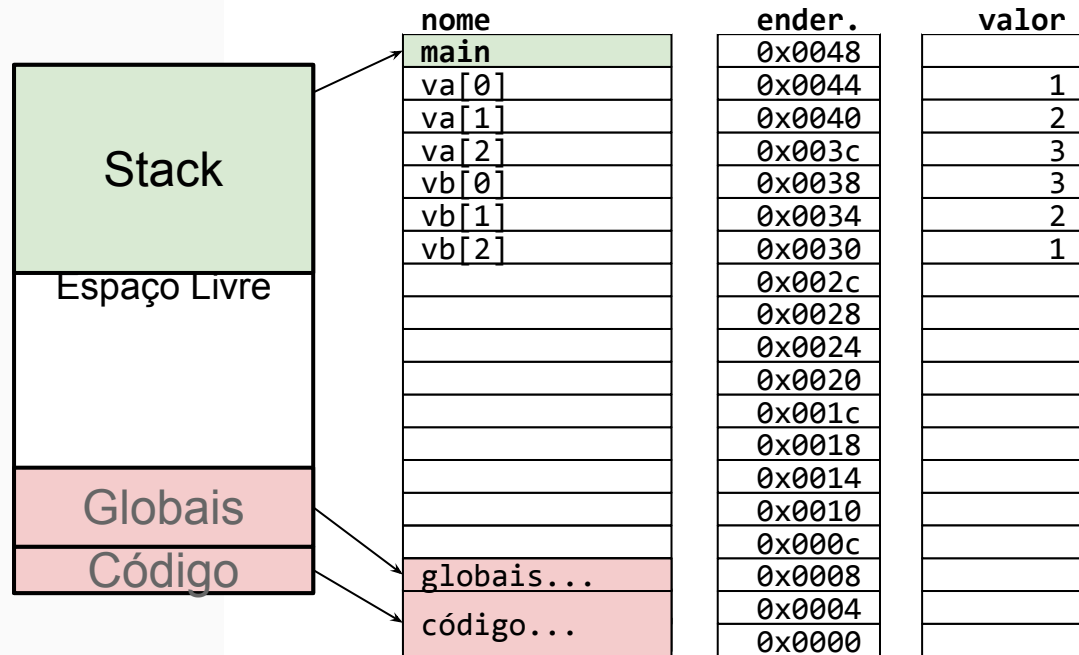 nome ender. valor
main 0x0048
va[0] 0x0044 1
va[1] 0x0040 2
va[2] 0x003c 3
vb[0] 0x0038 3
vb[1] 0x0034 2
vb[2] 0x0030 1
0x002c
0x0028
0x0024
0x0020
0x001c
0x0018
0x0014
0x0010
0x000c
globais... 0x0008
código... 0x0004
0x0000
Stack
Espaço Livre
Globais
Código